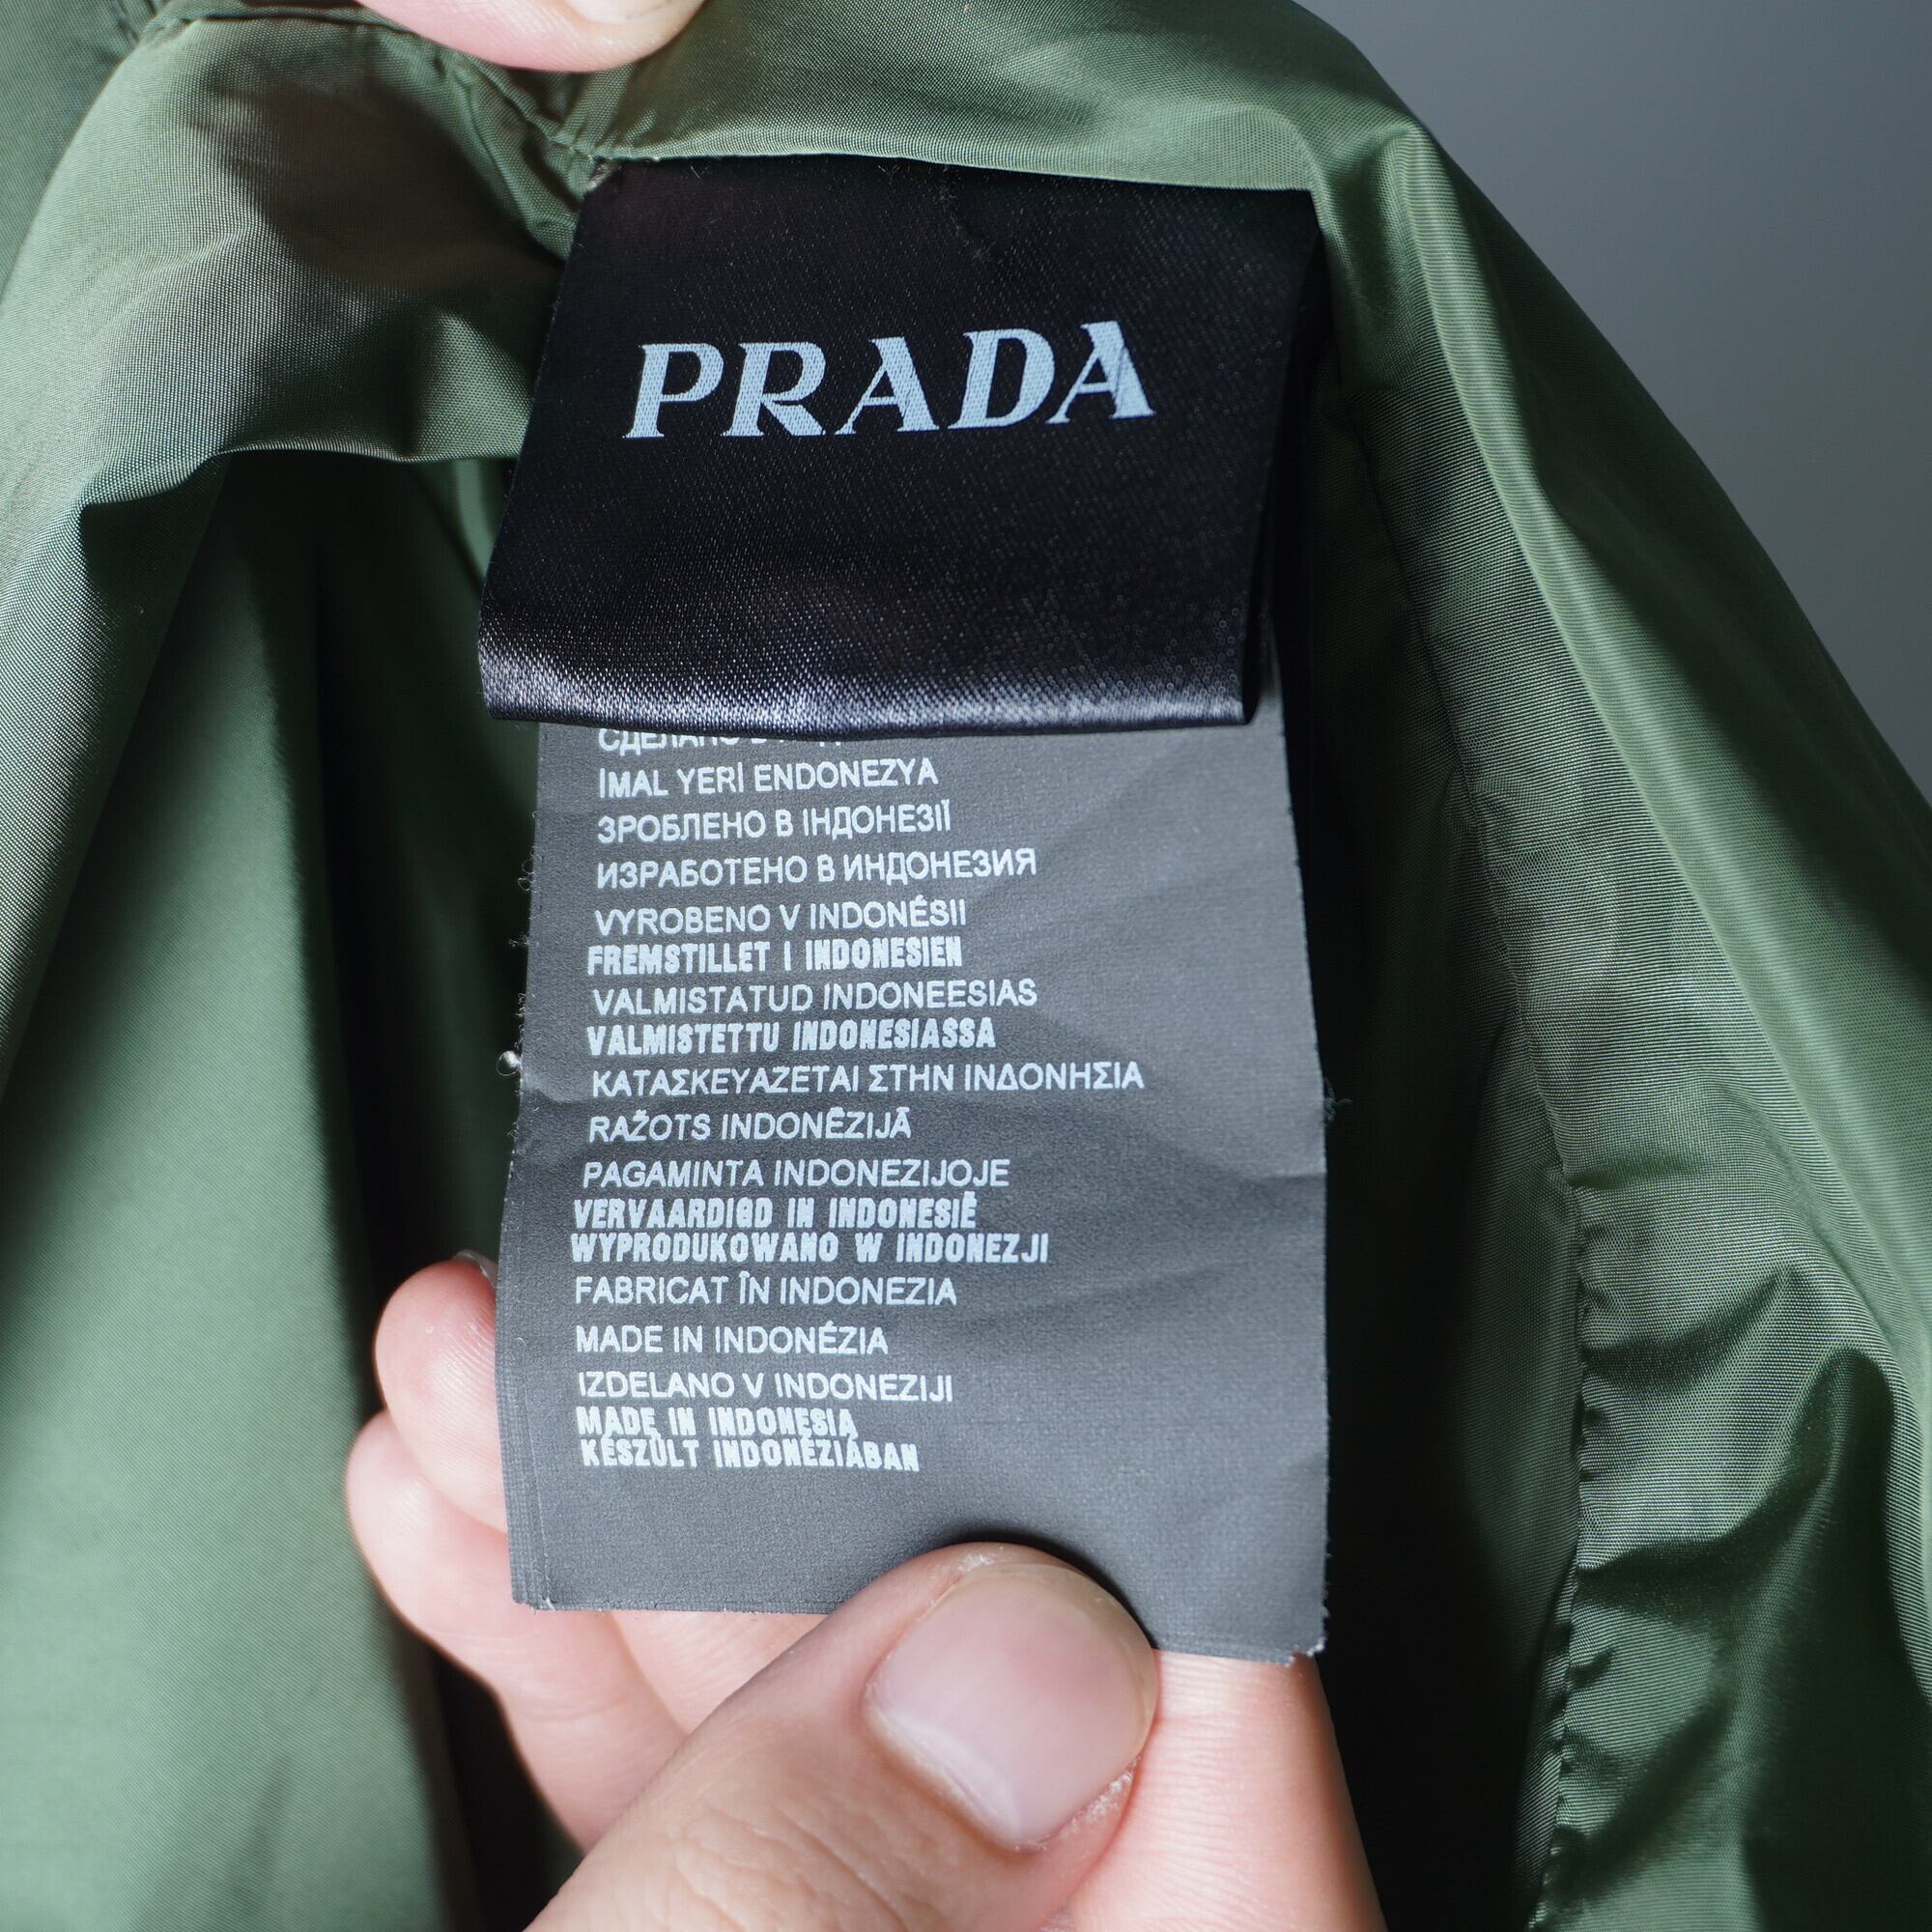 PRADA
СДЕЛАНО
İMAL YERİ ENDONEZYA
ЗРОБЛЕНО В ІНДОНЕЗІЇ
ИЗРАБОТЕНО В ИНДОНЕЗИЯ
VYROBENO V INDONÉSII
FREMSTILLET I INDONESIEN
VALMISTATUD INDONEESIAS
VALMISTETTU INDONESIASSA
ΚΑΤΑΣΚΕΥΑΖΕΤΑΙ ΣΤΗΝ ΙΝΔΟΝΗΣΙΑ
RAŽOTS INDONĒZIJĀ
PAGAMINTA INDONEZIJOJE
VERVAARDIGD IN INDONESIË
WYPRODUKOWANO W INDONEZJI
FABRICAT ÎN INDONEZIA
MADE IN INDONÉZIA
IZDELANO V INDONEZIJI
MADE IN INDONESIA
KÉSZÜLT INDONÉZIÁBAN